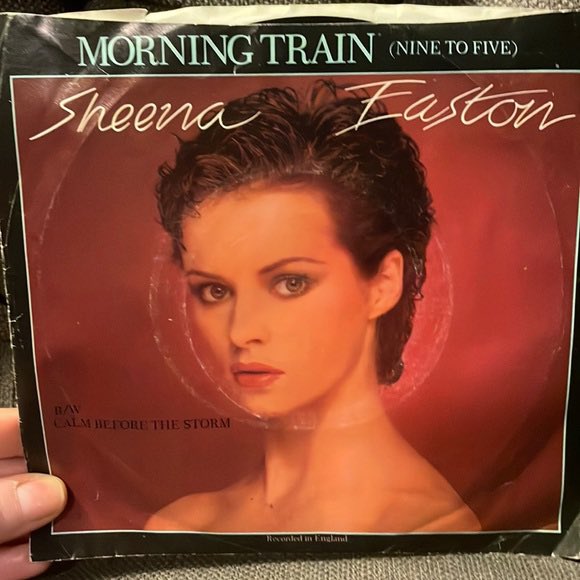 MORNING TRAIN (NINE TO FIVE)
Sheena Easton
B/W
CALM BEFORE THE STORM
Recorded in England